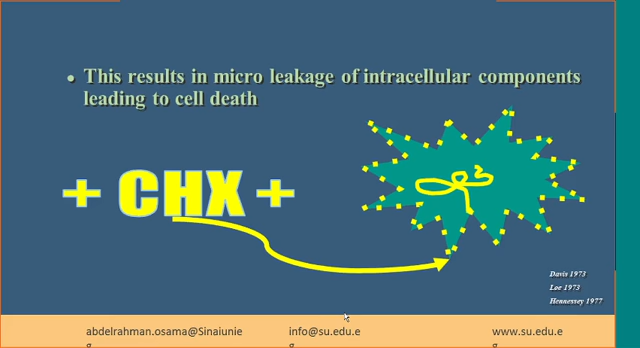 • This results in micro leakage of intracellular components
leading to cell death
+ CHX +
Davis 1973
Loe 1973
Hennessey 1977
abdelrahman.osama@Sinaiunie
g
info@su.edu.e
g
www.su.edu.e
g